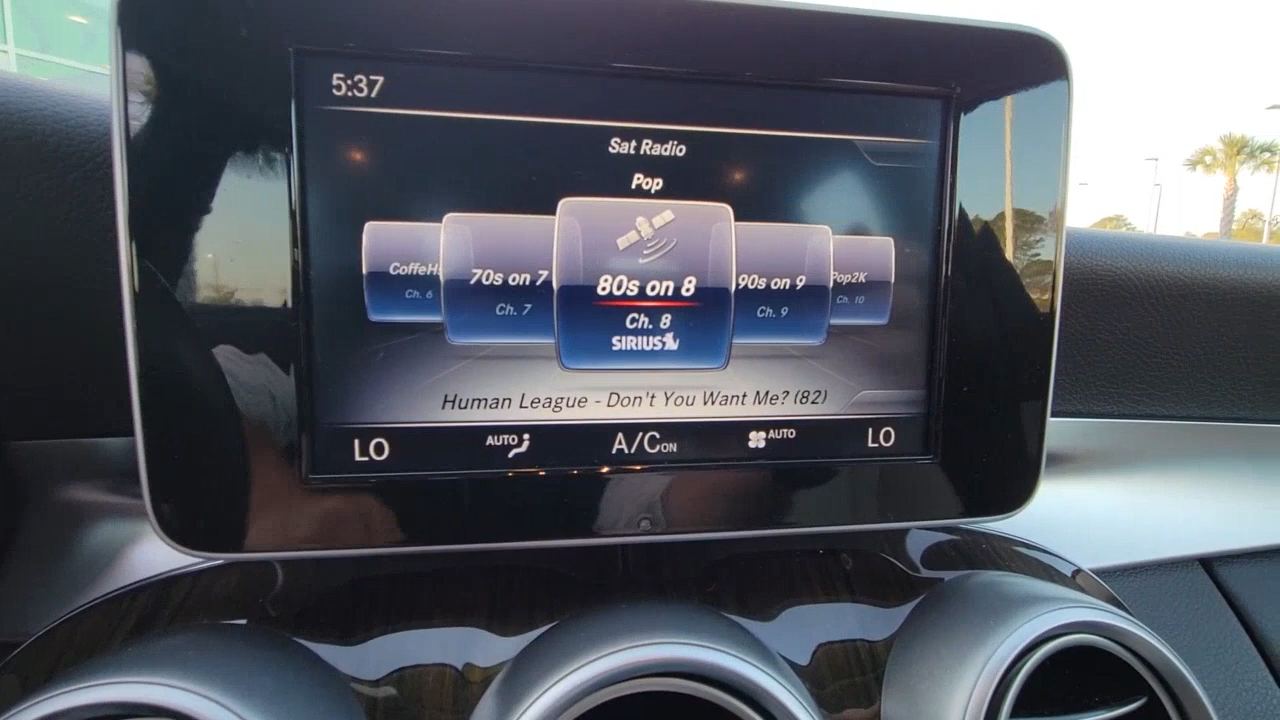 5:37
Sat Radio
Pop
CoffeH
Ch. 6
70s on 7
Ch. 7
80s on 8
Ch. 8
SIRIUS
90s on 9
Ch. 9
Pop2K
Ch. 10
Human League - Don't You Want Me? (82)
LO AUTO A/C ON AUTO LO